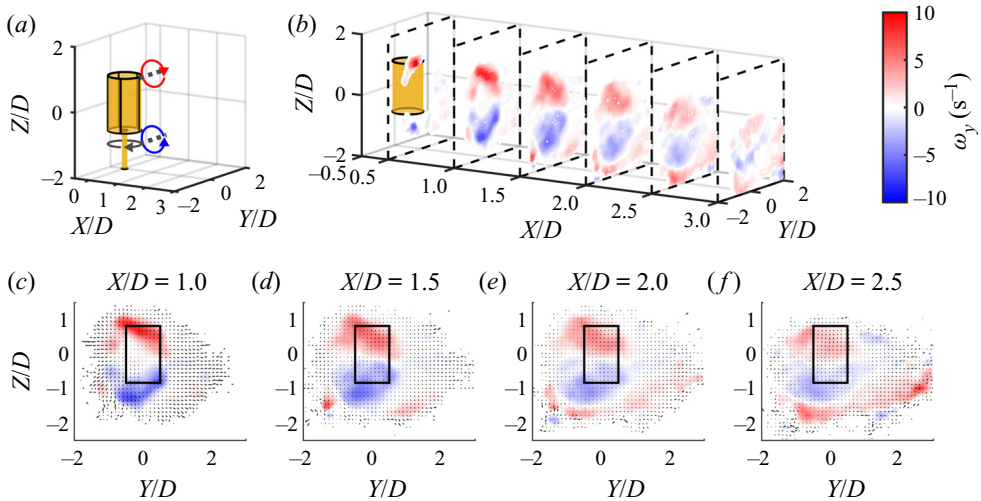 (a)
2
0
−2
Z/D
0
1
2
3
X/D
−2
0
2
Y/D
(b)
2
0
−2
Z/D
−0.5
0.5
1.0
1.5
2.0
2.5
3.0
X/D
−2
0
2
Y/D
10
5
0
−5
−10
ω_y (s⁻¹)
(c) X/D = 1.0
(d) X/D = 1.5
(e) X/D = 2.0
(f) X/D = 2.5
Z/D
1 1 1 1
0 0 0 0
−1 −1 −1 −1
−2 −2 −2 −2
−2 0 2 −2 0 2 −2 0 2 −2 0 2
Y/D Y/D Y/D Y/D